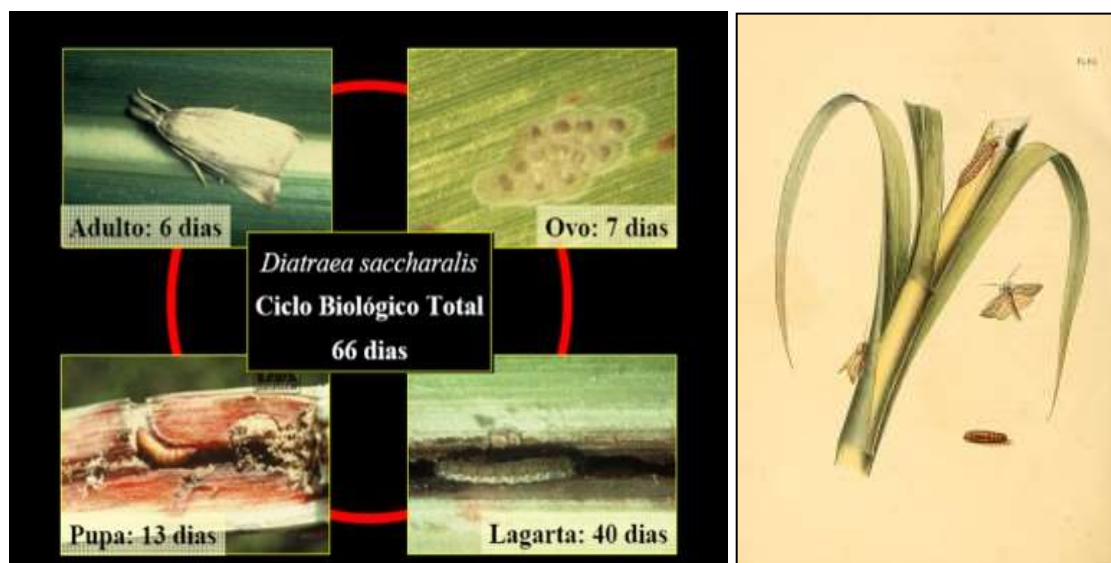 Adulto: 6 dias
Ovo: 7 dias
Diatraea saccharalis
Ciclo Biológico Total
66 dias
Pupa: 13 dias
Lagarta: 40 dias